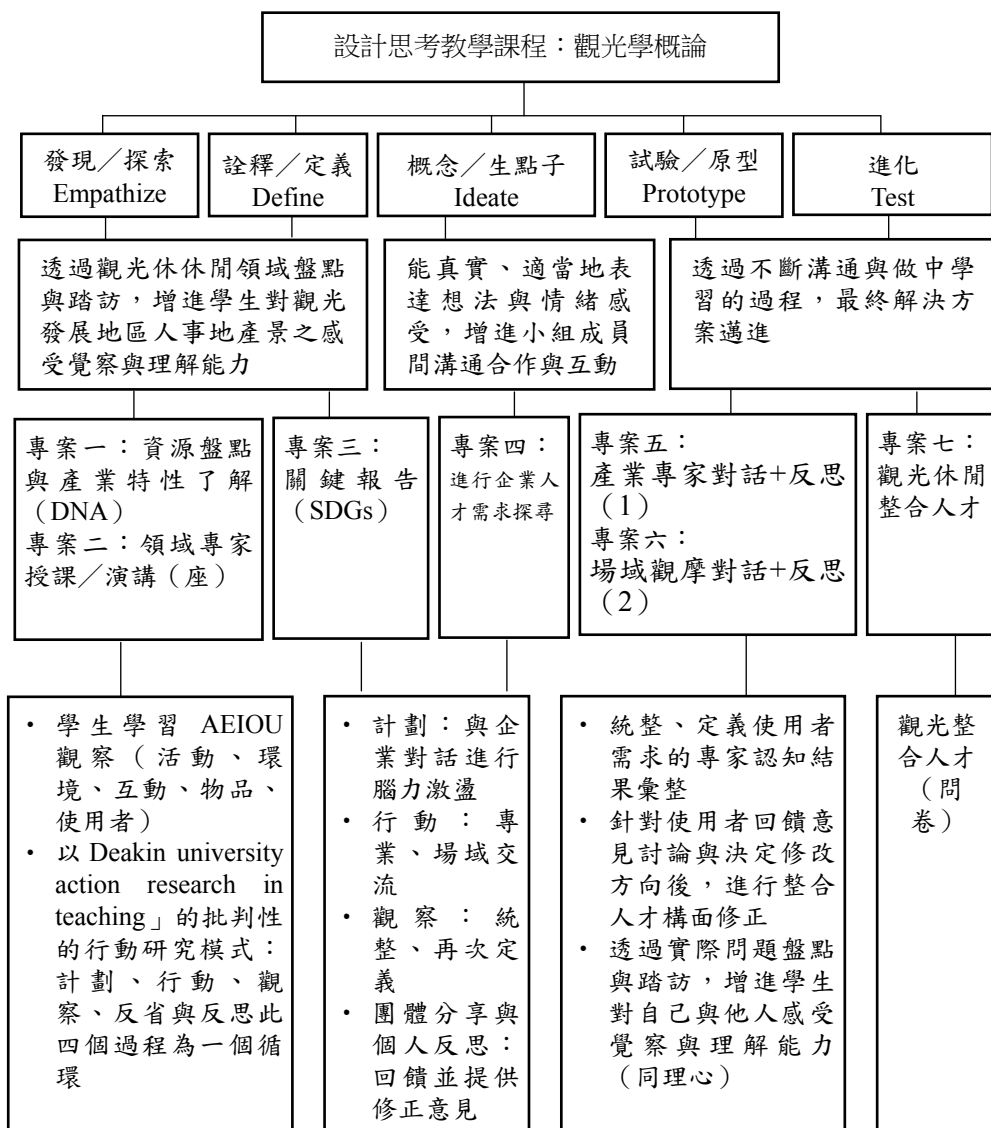 設計思考教學課程：觀光學概論
發現／探索
Empathize
詮釋／定義
Define
概念／生點子
Ideate
試驗／原型
Prototype
進化
Test
透過觀光休休閒領域盤點
與踏訪，增進學生對觀光
發展地區人事地產景之感
受覺察與理解能力
能真實、適當地表
達想法與情緒感
受，增進小組成員
間溝通合作與互動
透過不斷溝通與做中學
習的過程，最終解決方
案邁進
專案一：資源盤點
與產業特性了解
（DNA）
專案二：領域專家
授課／演講（座）
專案三：
關鍵報告
（SDGs）
專案四：
進行企業人
才需求探尋
專案五：
產業專家對話+反思
（1）
專案六：
場域觀摩對話+反思
（2）
專案七：
觀光休閒
整合人才
· 學生學習 AEIOU
觀察（活動、環
境、互動、物品、
使用者）
· 以 Deakin university
action research in
teaching」的批判性
的行動研究模式：
計劃、行動、觀
察、反省與反思此
四個過程為一個循
環
· 計劃：與企
業對話進行
腦力激盪
· 行動：專
業、場域交
流
· 觀察：統
整、再次定
義
· 團體分享與
個人反思：
回饋並提供
修正意見
· 統整、定義使用者
需求的專家認知結
果彙整
· 針對使用者回饋意
見討論與決定修改
方向後，進行整合
人才構面修正
· 透過實際問題盤點
與踏訪，增進學生
對自己與他人感受
覺察與理解能力
（同理心）
觀光整
合人才
（問
卷）